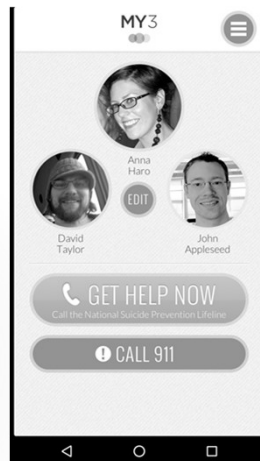 MY3
Anna
Haro
EDIT
David
Taylor
John
Appleseed
GET HELP NOW
Call the National Suicide Prevention Lifeline
CALL 911